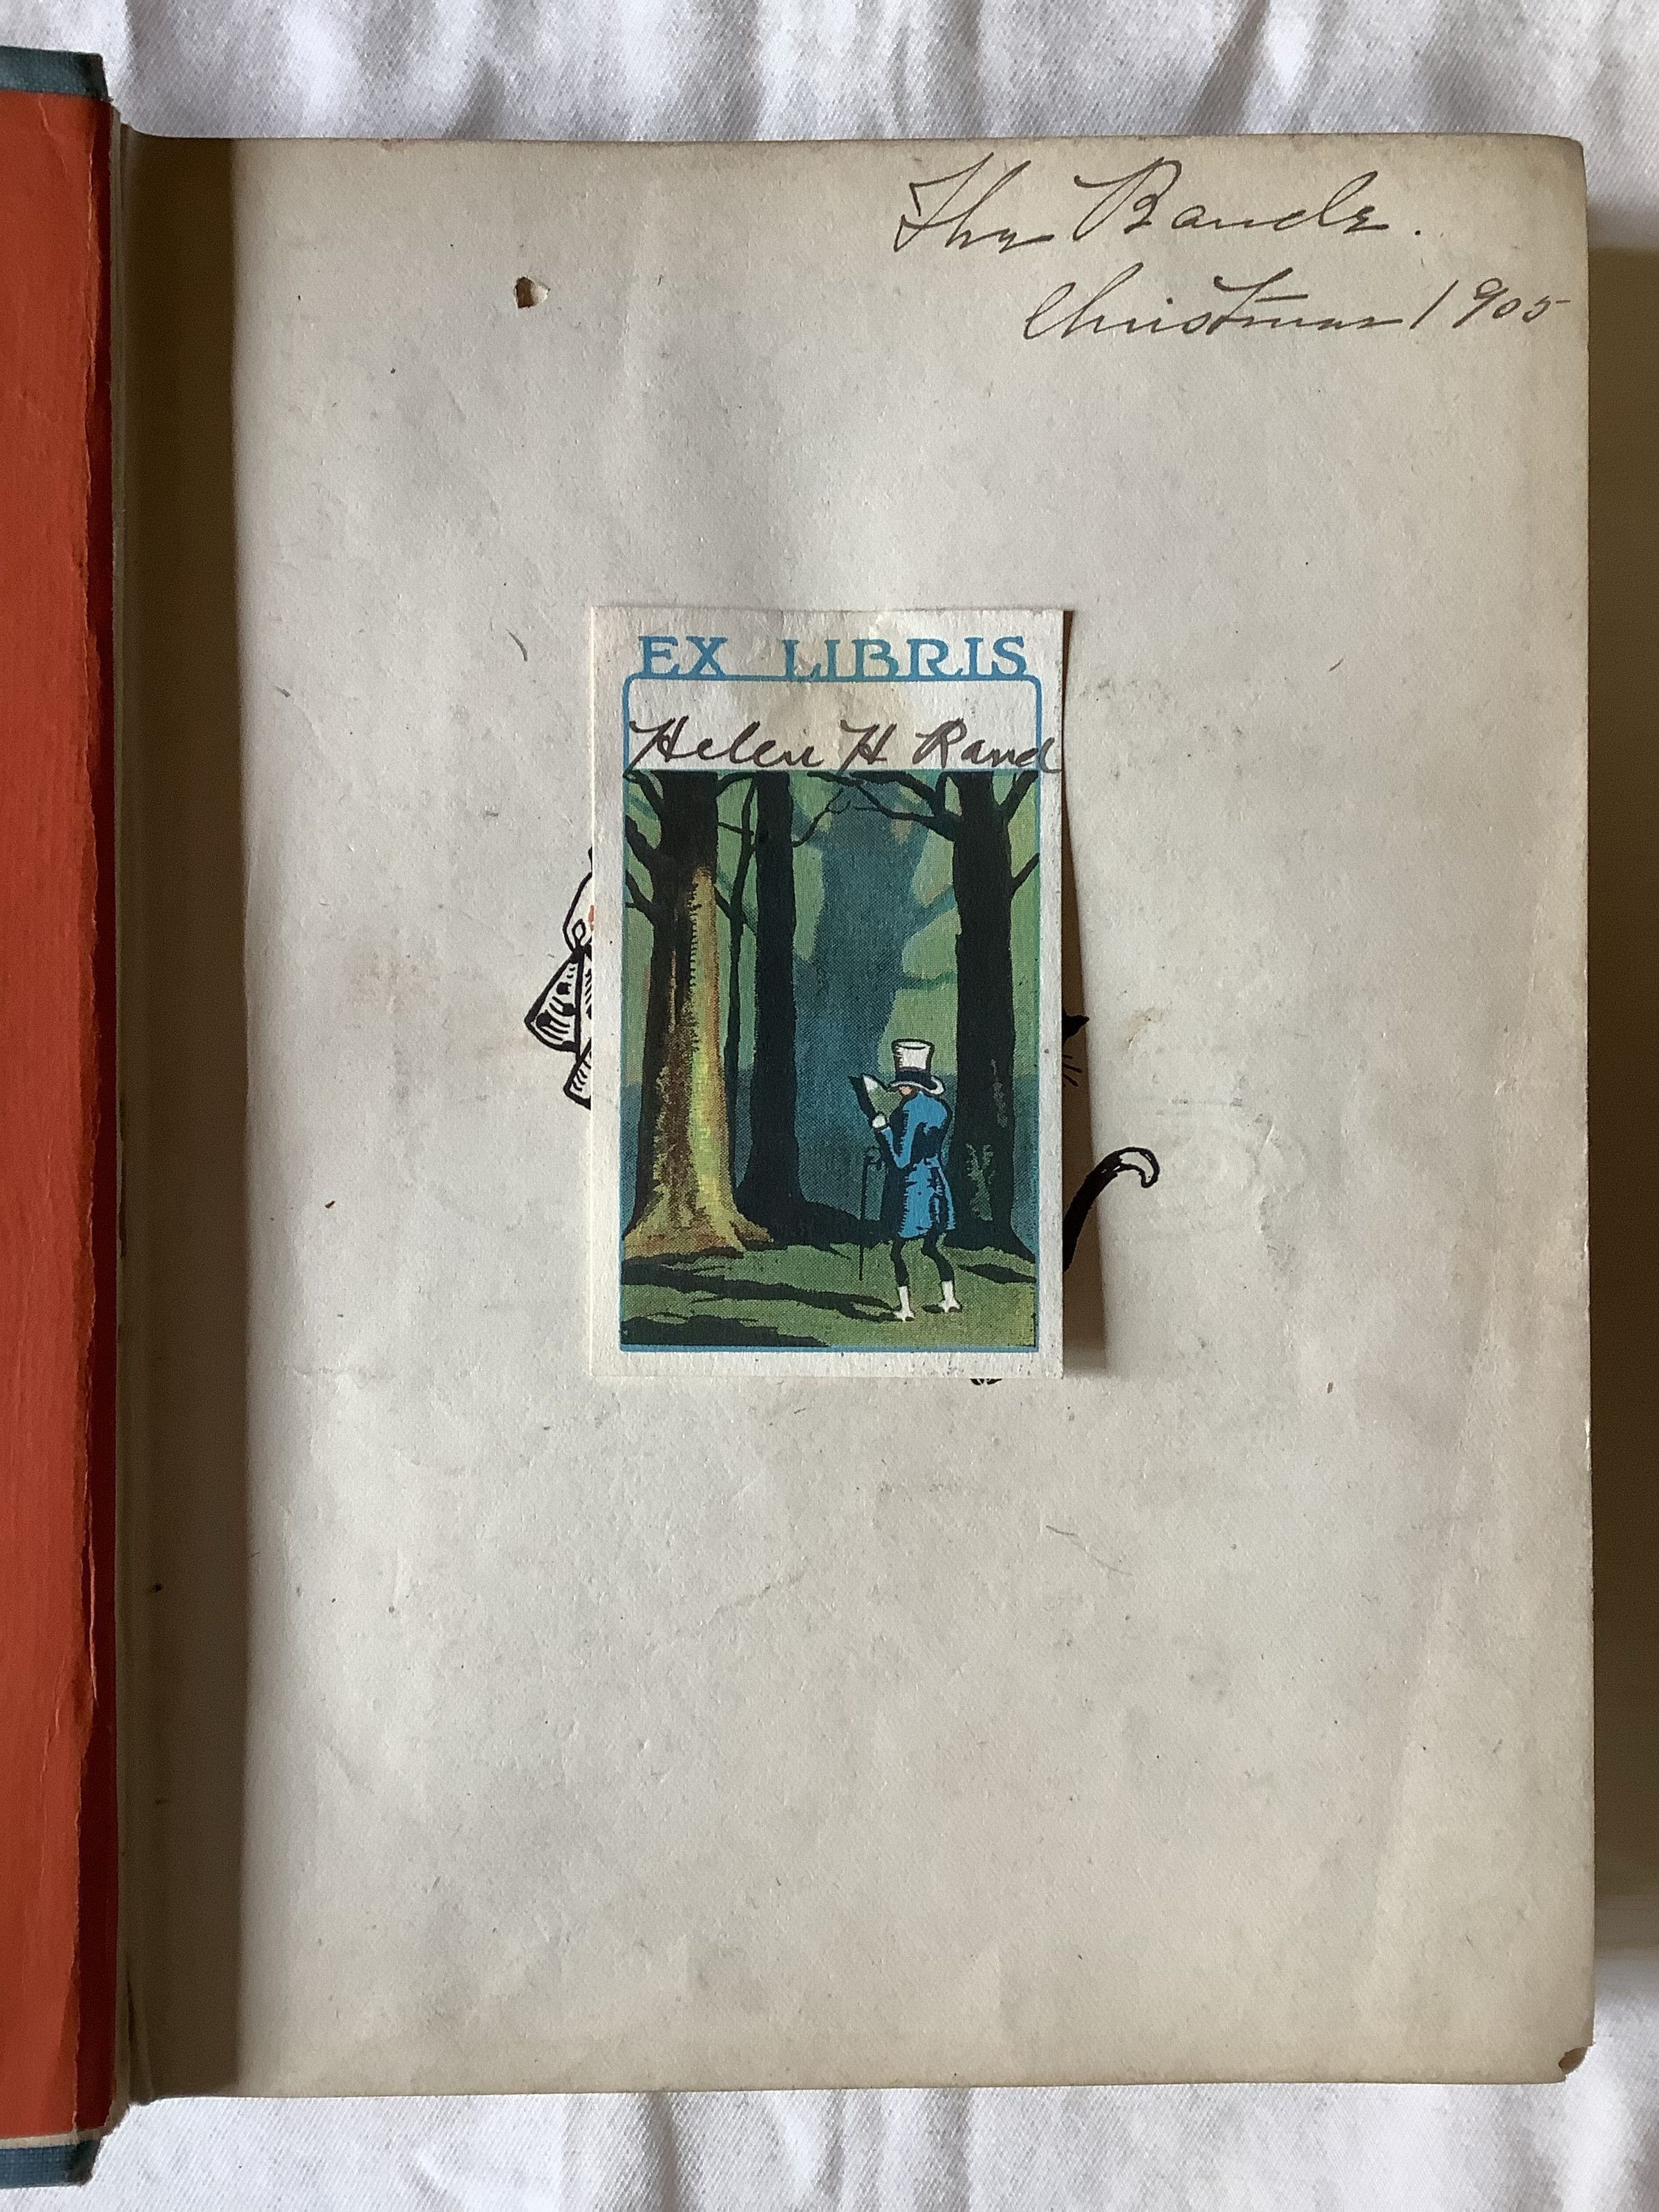 The Rands.
Christmas 1905
EX LIBRIS
Helen H Rand